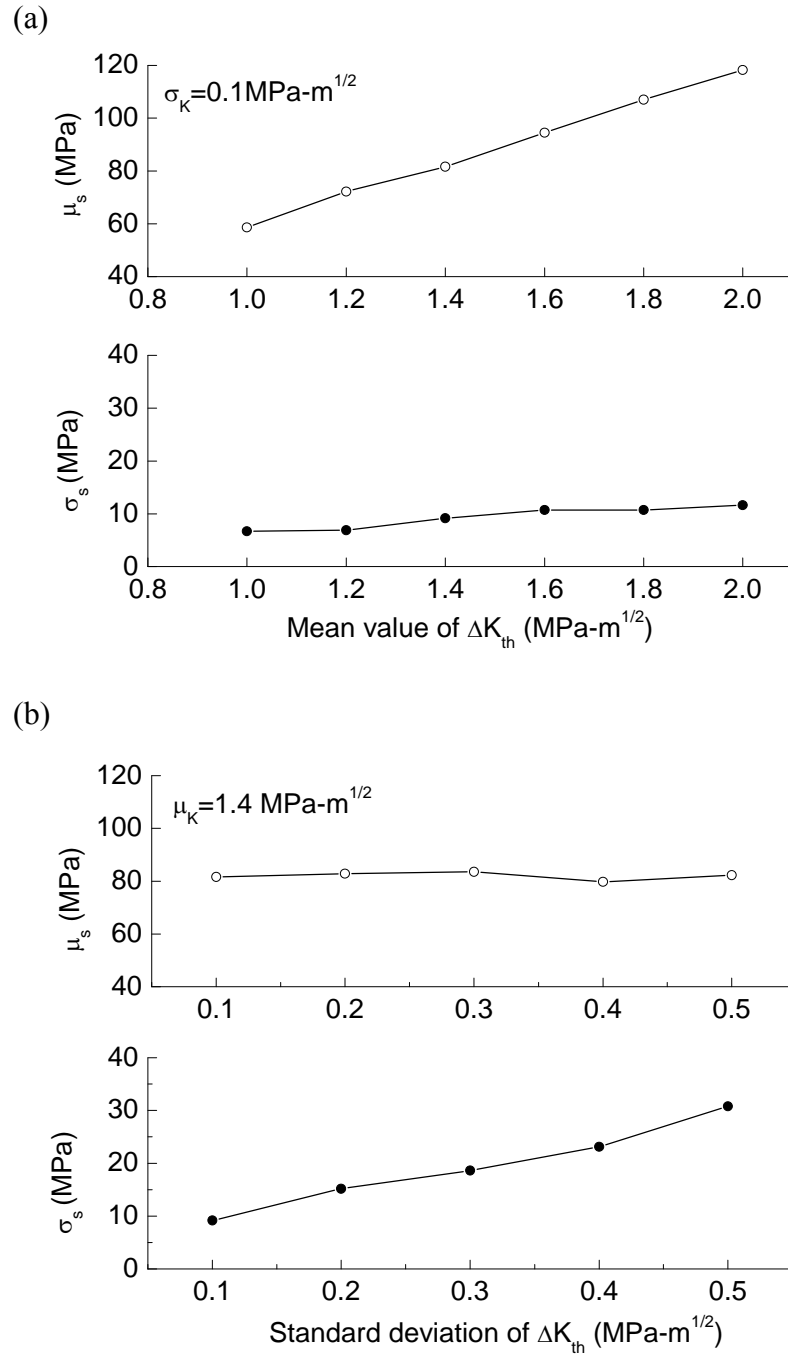 (a)
120
100
80
60
40
μs (MPa)
σK=0.1MPa-m1/2
0.8 1.0 1.2 1.4 1.6 1.8 2.0
40
30
20
10
0
σs (MPa)
0.8 1.0 1.2 1.4 1.6 1.8 2.0
Mean value of ΔKth (MPa-m1/2)
(b)
120
100
80
60
40
μs (MPa)
μK=1.4 MPa-m1/2
0.1 0.2 0.3 0.4 0.5
40
30
20
10
0
σs (MPa)
0.1 0.2 0.3 0.4 0.5
Standard deviation of ΔKth (MPa-m1/2)